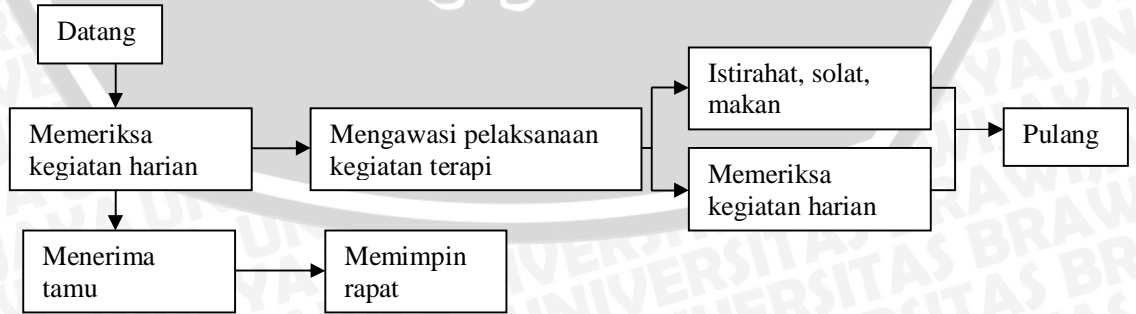 Datang
Memeriksa
kegiatan harian
Mengawasi pelaksanaan
kegiatan terapi
Istirahat, solat,
makan
Memeriksa
kegiatan harian
Pulang
Menerima
tamu
Memimpin
rapat